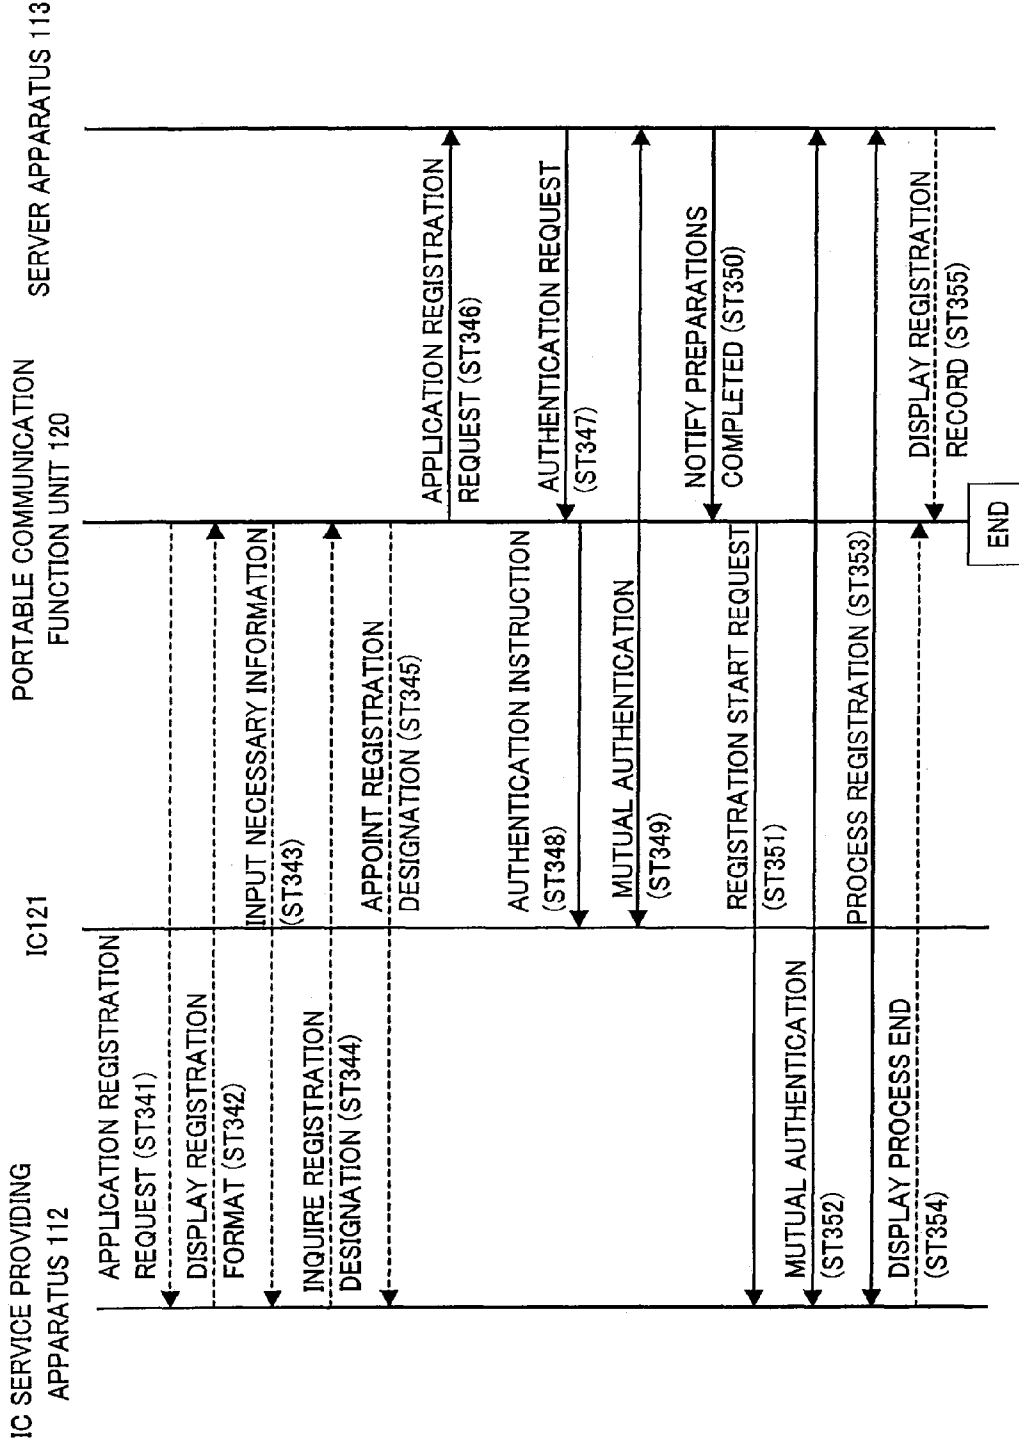 IC SERVICE PROVIDING
APPARATUS 112
IC121
PORTABLE COMMUNICATION
FUNCTION UNIT 120
SERVER APPARATUS 113
APPLICATION REGISTRATION
REQUEST (ST341)
DISPLAY REGISTRATION
FORMAT (ST342)
INPUT NECESSARY INFORMATION
(ST343)
INQUIRE REGISTRATION
DESIGNATION (ST344)
APPOINT REGISTRATION
DESIGNATION (ST345)
APPLICATION REGISTRATION
REQUEST (ST346)
AUTHENTICATION REQUEST
(ST347)
AUTHENTICATION INSTRUCTION
(ST348)
MUTUAL AUTHENTICATION
(ST349)
NOTIFY PREPARATIONS
COMPLETED (ST350)
REGISTRATION START REQUEST
(ST351)
MUTUAL AUTHENTICATION
(ST352)
PROCESS REGISTRATION (ST353)
DISPLAY PROCESS END
(ST354)
DISPLAY REGISTRATION
RECORD (ST355)
END